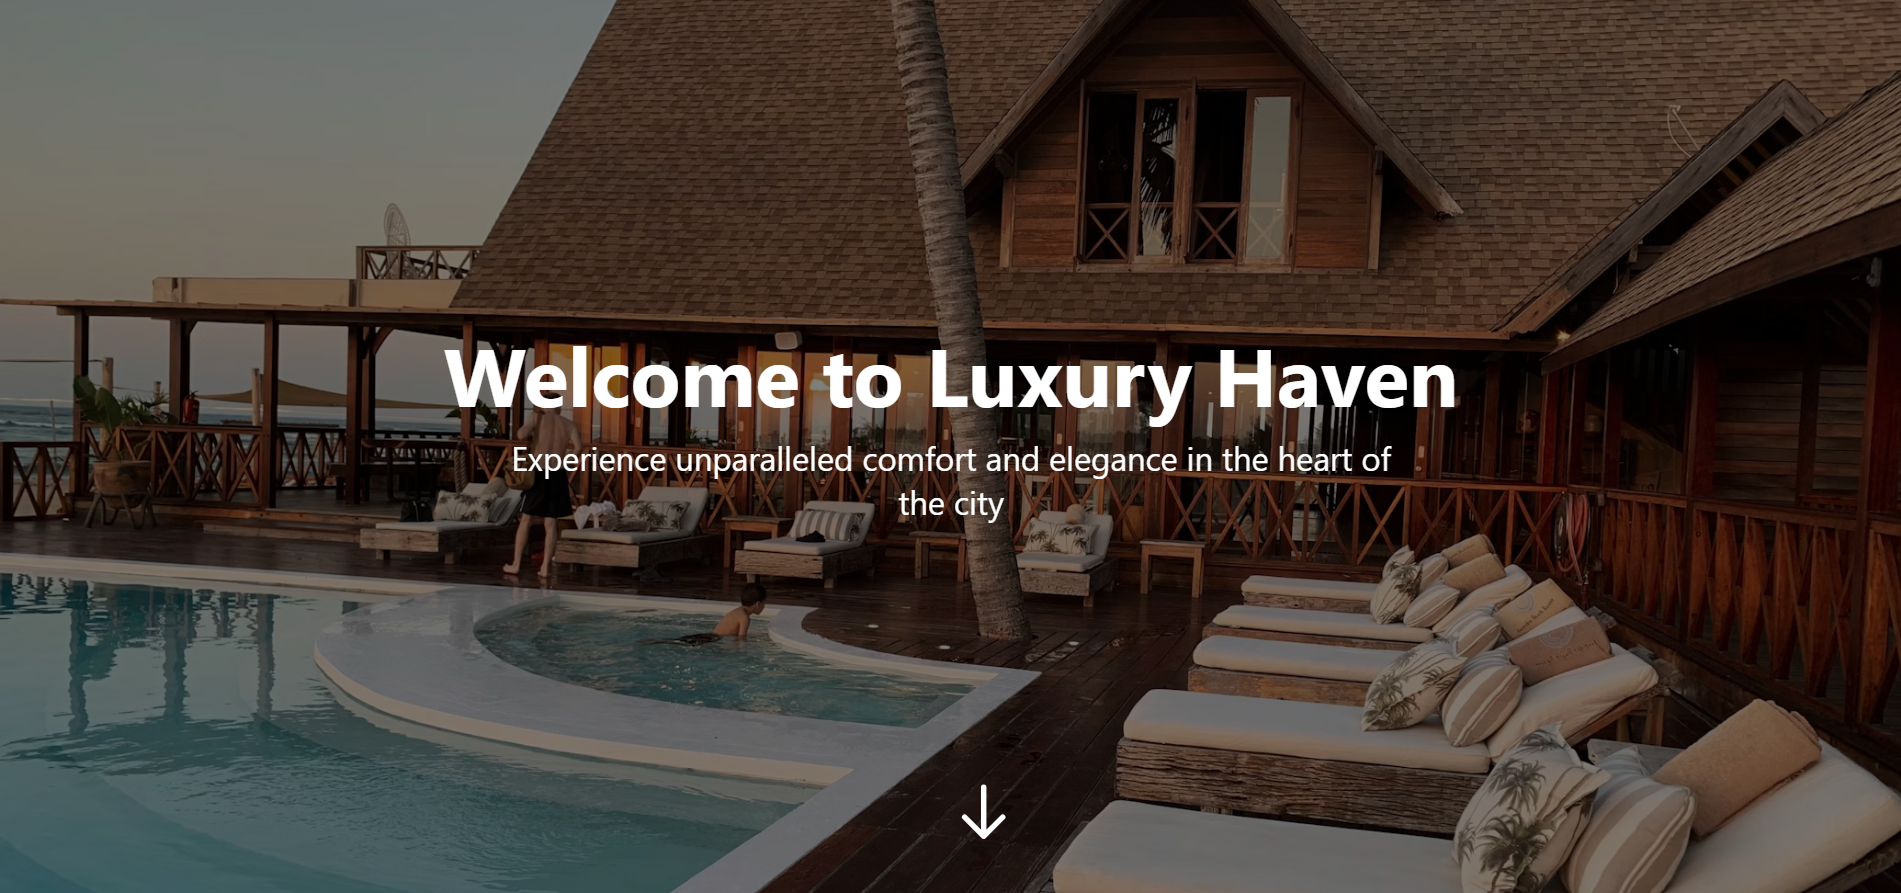 Welcome to Luxury Haven
Experience unparalleled comfort and elegance in the heart of
the city